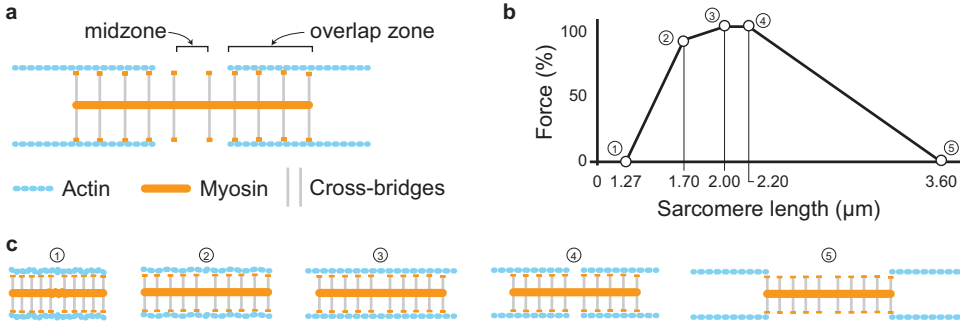 a
midzone
overlap zone
Actin
Myosin
Cross-bridges
b
Force (%)
100
50
0
① ② ③ ④ ⑤
0 1.27 1.70 2.00 2.20 3.60
Sarcomere length (µm)
c
① ② ③ ④ ⑤